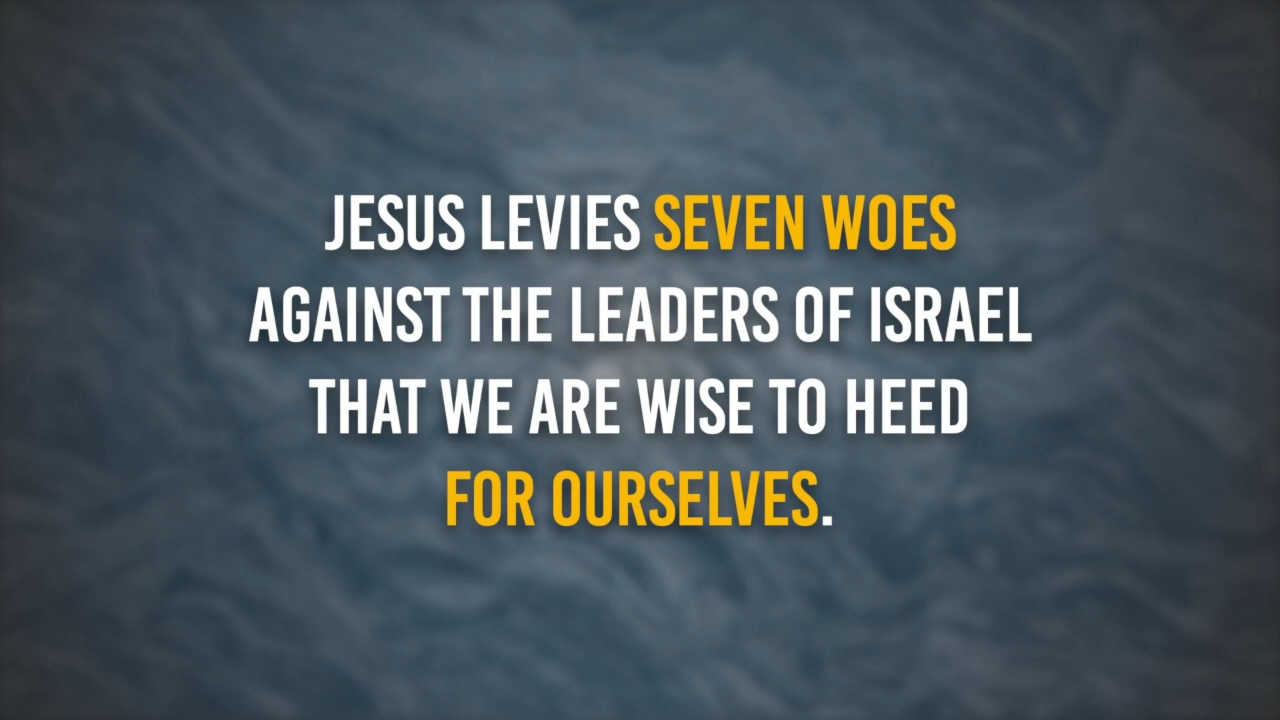 JESUS LEVIES SEVEN WOES
AGAINST THE LEADERS OF ISRAEL
THAT WE ARE WISE TO HEED
FOR OURSELVES.